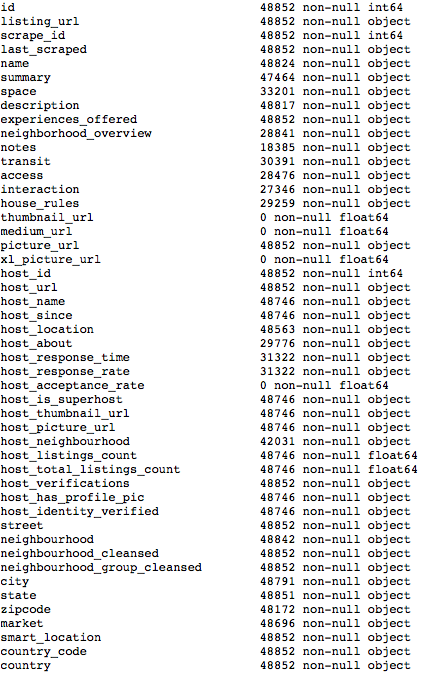 id 48852 non-null int64
listing_url 48852 non-null object
scrape_id 48852 non-null int64
last_scraped 48852 non-null object
name 48824 non-null object
summary 47464 non-null object
space 33201 non-null object
description 48817 non-null object
experiences_offered 48852 non-null object
neighborhood_overview 28841 non-null object
notes 18385 non-null object
transit 30391 non-null object
access 28476 non-null object
interaction 27346 non-null object
house_rules 29259 non-null object
thumbnail_url 0 non-null float64
medium_url 0 non-null float64
picture_url 48852 non-null object
xl_picture_url 0 non-null float64
host_id 48852 non-null int64
host_url 48852 non-null object
host_name 48746 non-null object
host_since 48746 non-null object
host_location 48563 non-null object
host_about 29776 non-null object
host_response_time 31322 non-null object
host_response_rate 31322 non-null object
host_acceptance_rate 0 non-null float64
host_is_superhost 48746 non-null object
host_thumbnail_url 48746 non-null object
host_picture_url 48746 non-null object
host_neighbourhood 42031 non-null object
host_listings_count 48746 non-null float64
host_total_listings_count 48746 non-null float64
host_verifications 48852 non-null object
host_has_profile_pic 48746 non-null object
host_identity_verified 48746 non-null object
street 48852 non-null object
neighbourhood 48842 non-null object
neighbourhood_cleansed 48852 non-null object
neighbourhood_group_cleansed 48852 non-null object
city 48791 non-null object
state 48851 non-null object
zipcode 48172 non-null object
market 48696 non-null object
smart_location 48852 non-null object
country_code 48852 non-null object
country 48852 non-null object